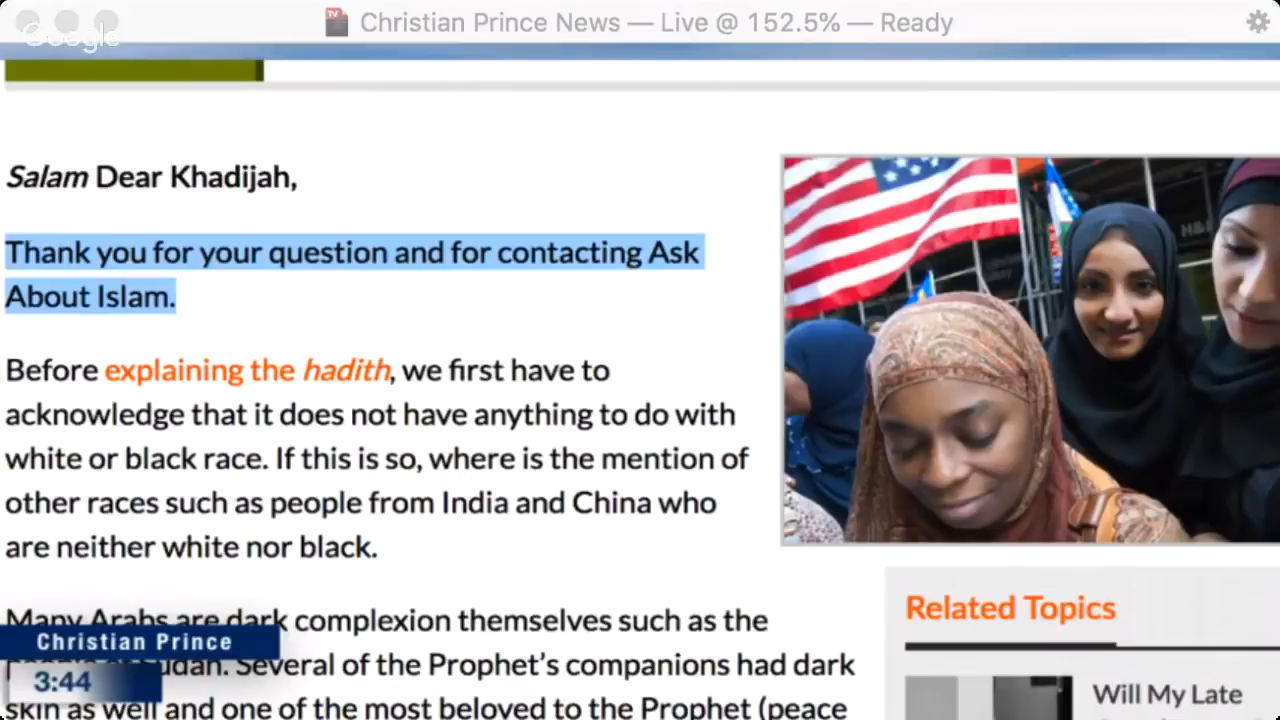 Christian Prince News — Live @ 152.5% — Ready
Google
Salam Dear Khadijah,
Thank you for your question and for contacting Ask
About Islam.
Before explaining the hadith, we first have to
acknowledge that it does not have anything to do with
white or black race. If this is so, where is the mention of
other races such as people from India and China who
are neither white nor black.
Many Arabs are dark complexion themselves such as the
Sudan. Several of the Prophet's companions had dark
skin as well and one of the most beloved to the Prophet (peace
Christian Prince
3:44
H&
Related Topics
Will My Late